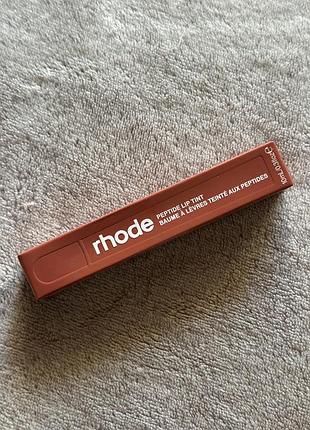 rhode
PEPTIDE LIP TINT
BAUME À LÈVRES TEINTÉ AUX PEPTIDES